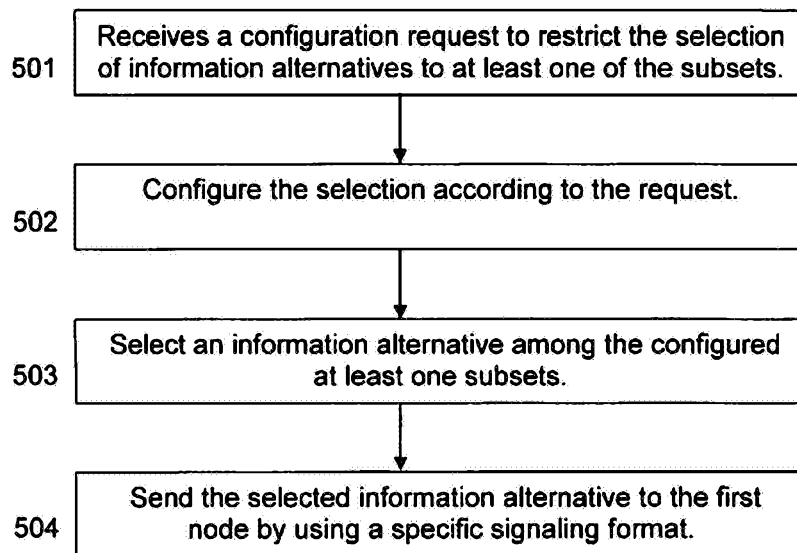 501
Receives a configuration request to restrict the selection
of information alternatives to at least one of the subsets.
502
Configure the selection according to the request.
503
Select an information alternative among the configured
at least one subsets.
504
Send the selected information alternative to the first
node by using a specific signaling format.